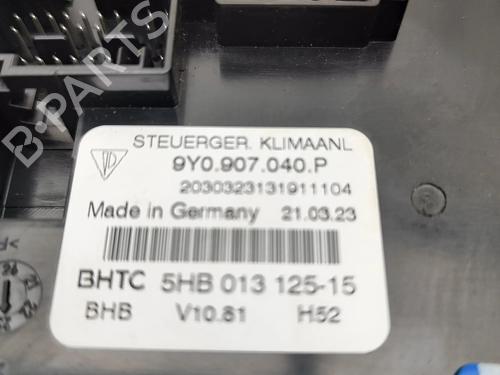 STEUERGER. KLIMAANL
9Y0.907.040.P
2030323131911104
Made in Germany 21.03.23
BHTC 5HB 013 125-15
BHB V10.81 H52
B-PARTS